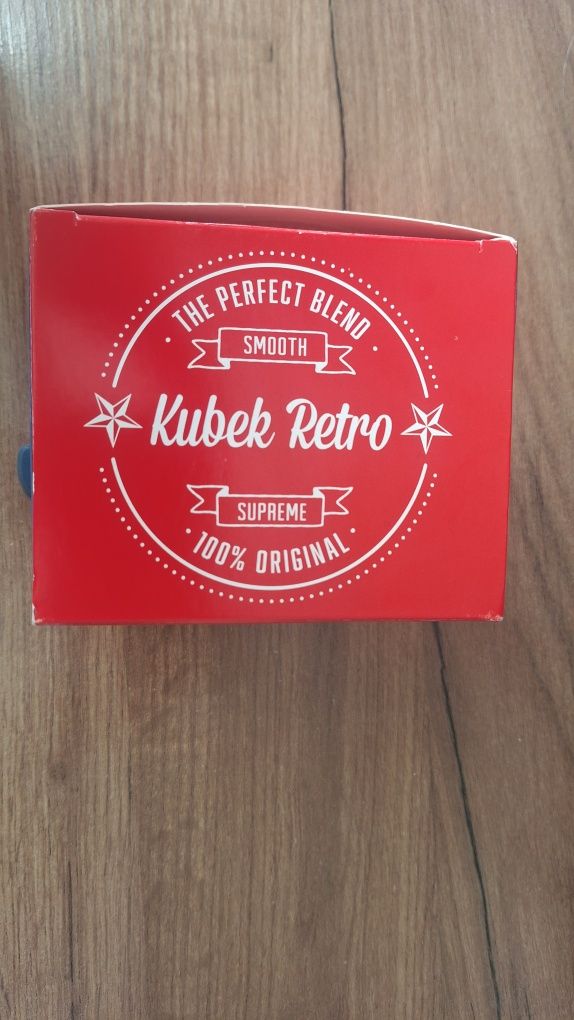 THE PERFECT BLEND
SMOOTH
Kubek Retro
SUPREME
100% ORIGINAL